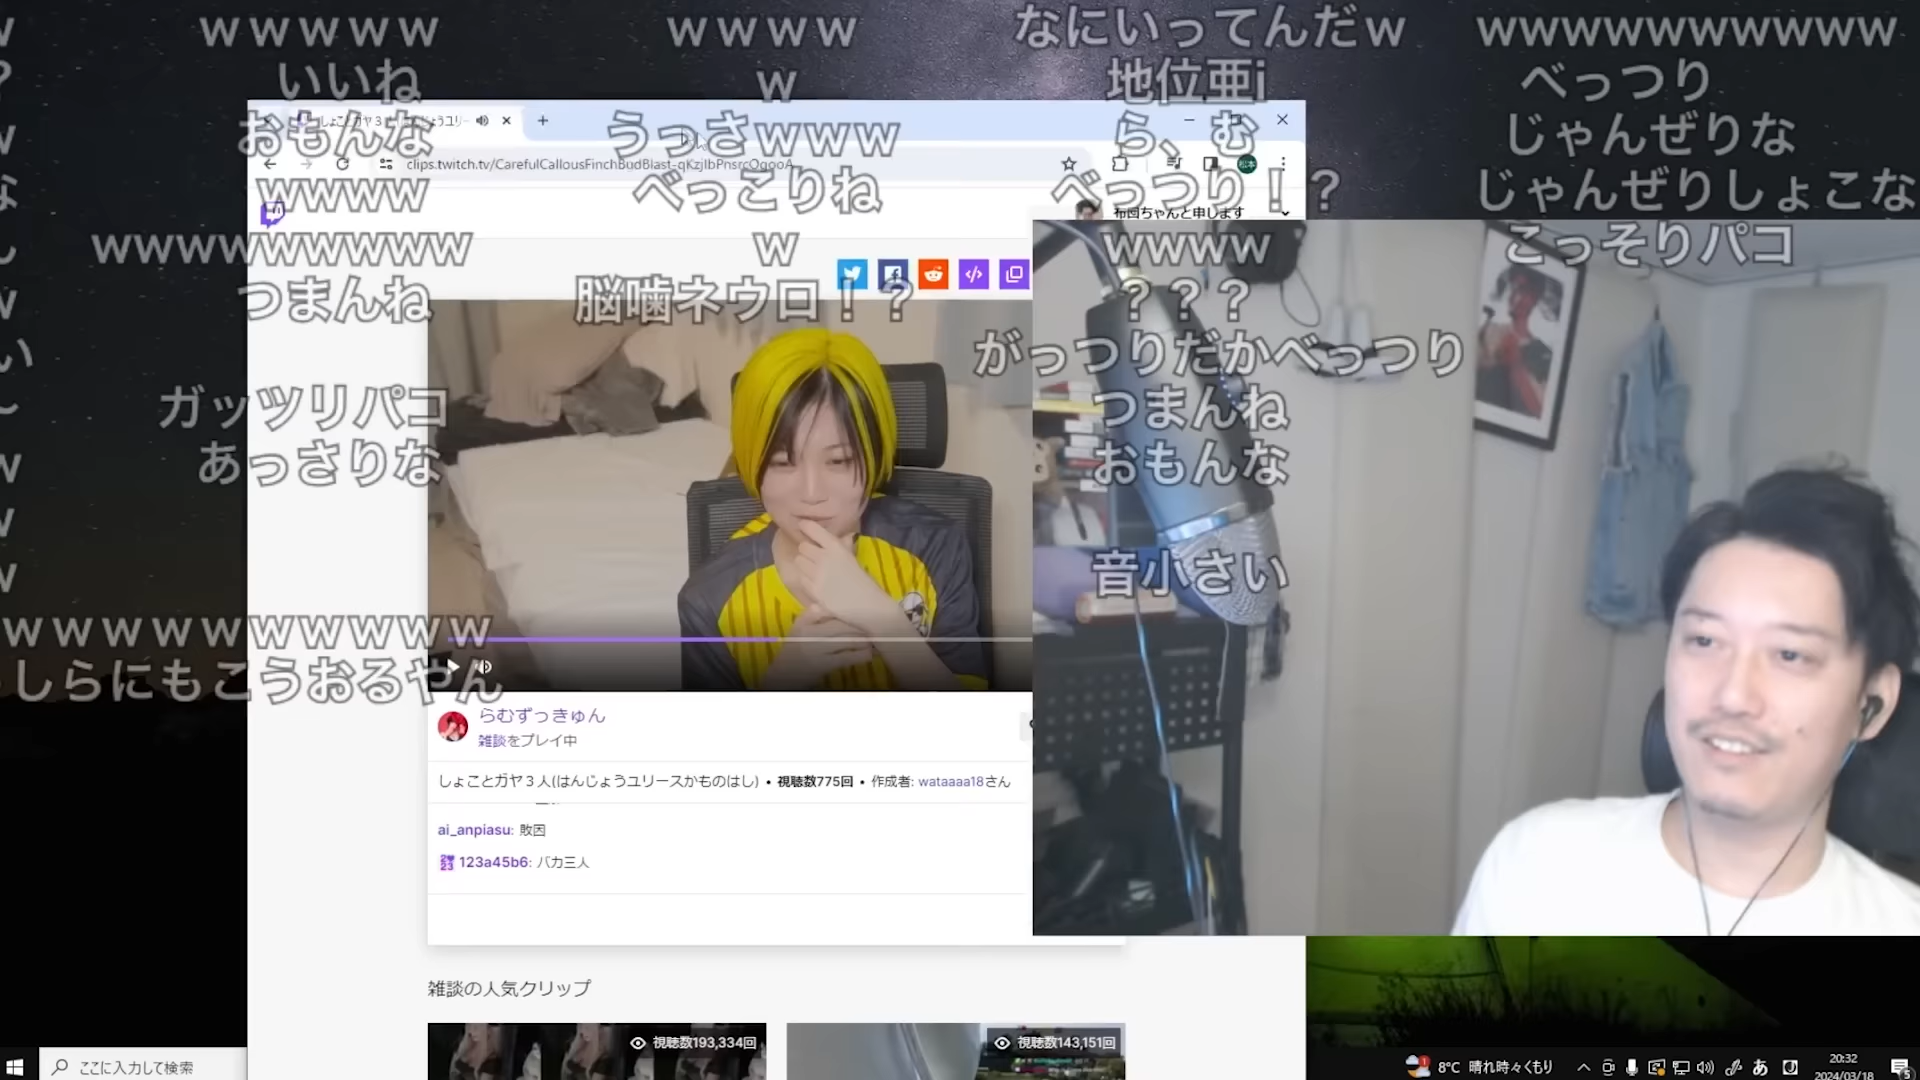 wwwww
wwww
なにいってんだw
wwwwwwwwwww
いいね
w
地位亜i
べっつり
おもんな
うっさwww
ら、む
じゃんぜりな
clips.twitch.tv/CarefulCallousFinchBudBlast-qKzjIbPnsrcOgooA
松本
wwww
べっこりね
べっつり！？
じゃんぜりしょこな
布団ちゃんと申します
wwwwwwwwww
w
wwww
こっそりパコ
つまんね
脳噛ネウロ！？
？？？
がっつりだかべっつり
ガッツリパコ
つまんね
あっさりな
おもんな
音小さい
wwwwwwwwww
しらにもこうおるやん
らむずっきゅん
雑談をプレイ中
しょことガヤ３人(はんじょうユリースかものはし) • 視聴数775回 • 作成者: wataaaa18さん
ai_anpiasu: 敗因
123a45b6: バカ三人
雑談の人気クリップ
視聴数193,334回
視聴数143,151回
ここに入力して検索
8°C 晴れ時々くもり
あ
20:32
2024/03/18
5